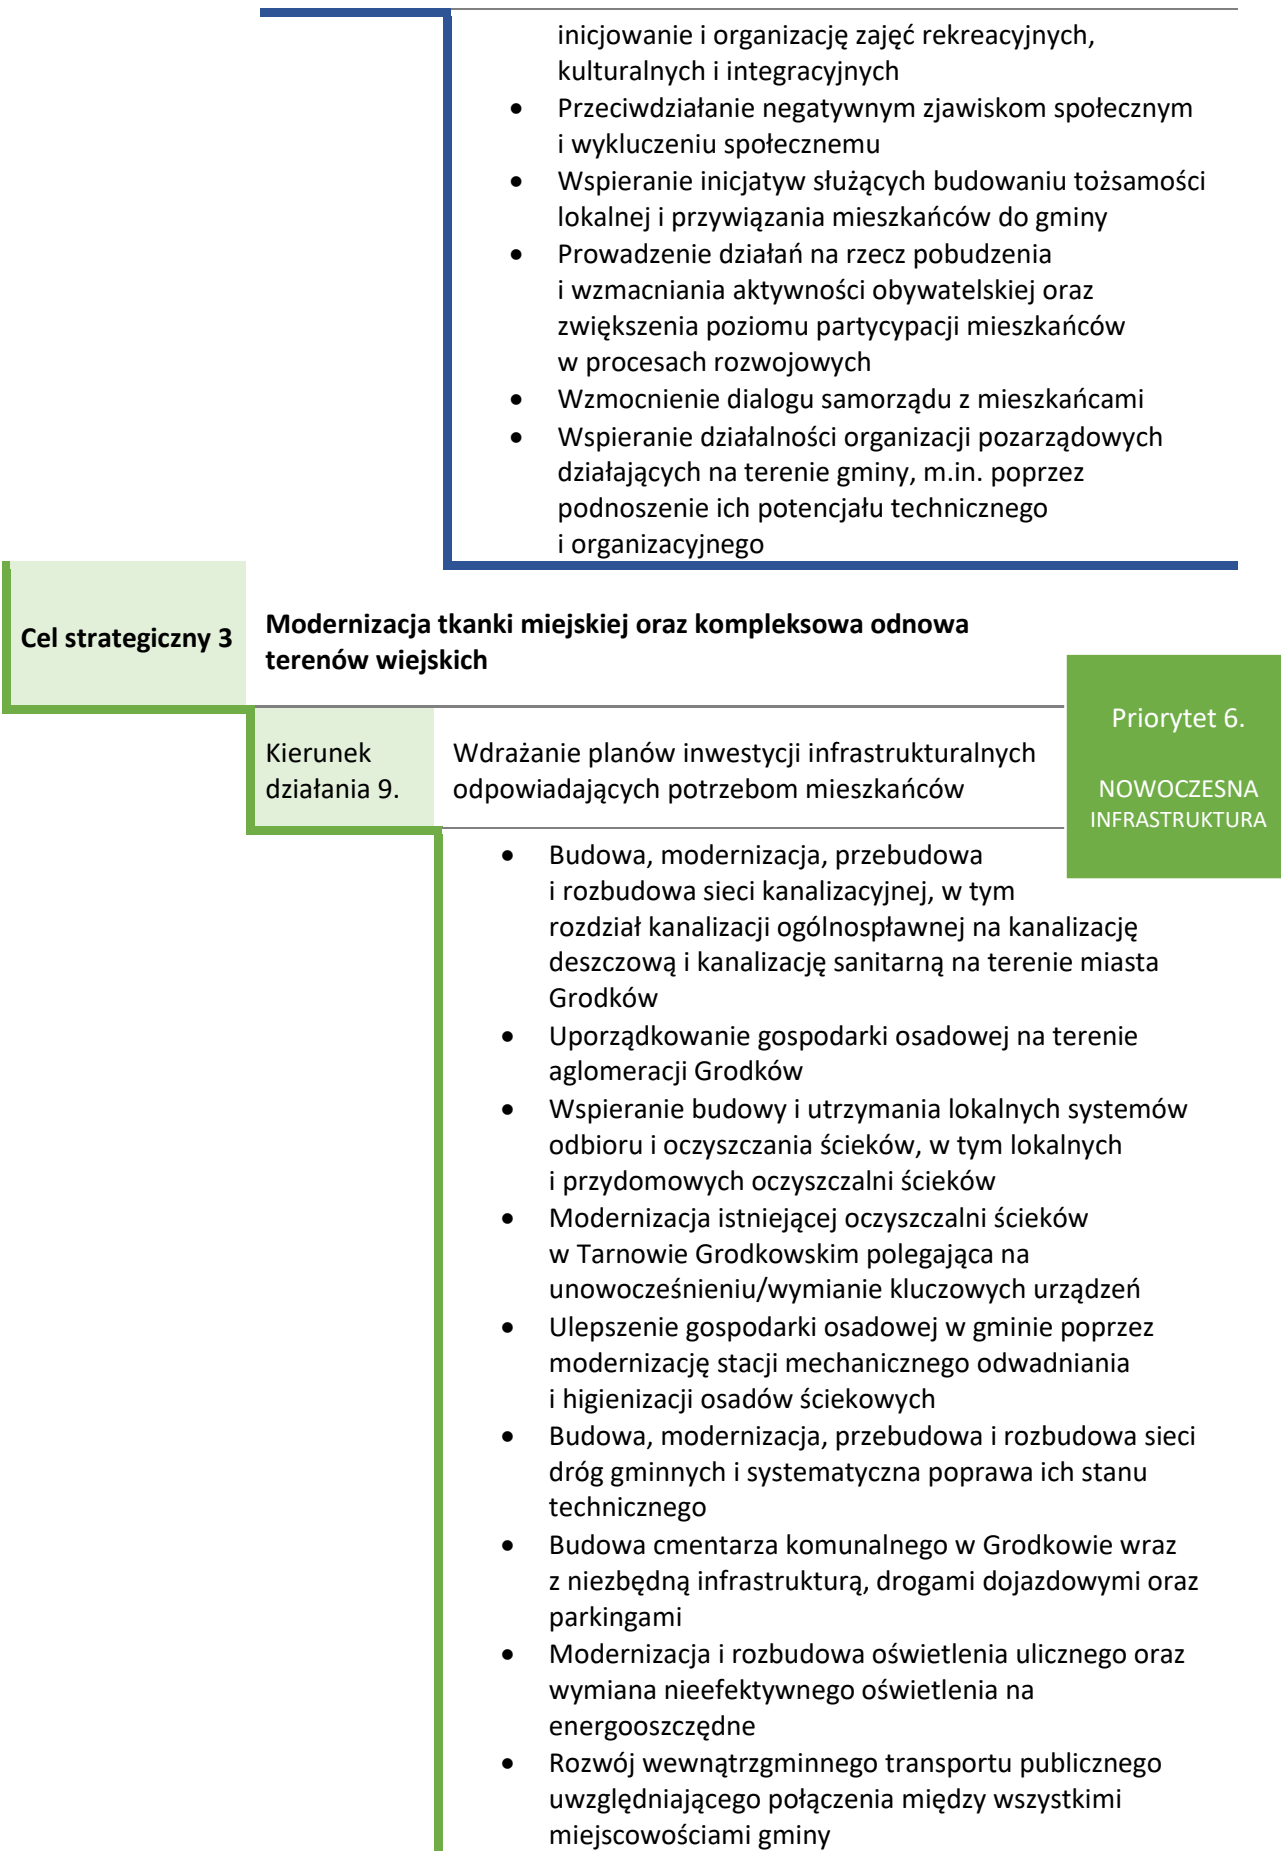 inicjowanie i organizację zajęć rekreacyjnych,
kulturalnych i integracyjnych
• Przeciwdziałanie negatywnym zjawiskom społecznym
i wykluczeniu społecznemu
• Wspieranie inicjatyw służących budowaniu tożsamości
lokalnej i przywiązania mieszkańców do gminy
• Prowadzenie działań na rzecz pobudzenia
i wzmacniania aktywności obywatelskiej oraz
zwiększenia poziomu partycypacji mieszkańców
w procesach rozwojowych
• Wzmocnienie dialogu samorządu z mieszkańcami
• Wspieranie działalności organizacji pozarządowych
działających na terenie gminy, m.in. poprzez
podnoszenie ich potencjału technicznego
i organizacyjnego
Cel strategiczny 3
Modernizacja tkanki miejskiej oraz kompleksowa odnowa
terenów wiejskich
Priorytet 6.
NOWOCZESNA
INFRASTRUKTURA
Kierunek
działania 9.
Wdrażanie planów inwestycji infrastrukturalnych
odpowiadających potrzebom mieszkańców
• Budowa, modernizacja, przebudowa
i rozbudowa sieci kanalizacyjnej, w tym
rozdział kanalizacji ogólnospławnej na kanalizację
deszczową i kanalizację sanitarną na terenie miasta
Grodków
• Uporządkowanie gospodarki osadowej na terenie
aglomeracji Grodków
• Wspieranie budowy i utrzymania lokalnych systemów
odbioru i oczyszczania ścieków, w tym lokalnych
i przydomowych oczyszczalni ścieków
• Modernizacja istniejącej oczyszczalni ścieków
w Tarnowie Grodkowskim polegająca na
unowocześnieniu/wymianie kluczowych urządzeń
• Ulepszenie gospodarki osadowej w gminie poprzez
modernizację stacji mechanicznego odwadniania
i higienizacji osadów ściekowych
• Budowa, modernizacja, przebudowa i rozbudowa sieci
dróg gminnych i systematyczna poprawa ich stanu
technicznego
• Budowa cmentarza komunalnego w Grodkowie wraz
z niezbędną infrastrukturą, drogami dojazdowymi oraz
parkingami
• Modernizacja i rozbudowa oświetlenia ulicznego oraz
wymiana nieefektywnego oświetlenia na
energooszczędne
• Rozwój wewnątrzgminnego transportu publicznego
uwzględniającego połączenia między wszystkimi
miejscowościami gminy